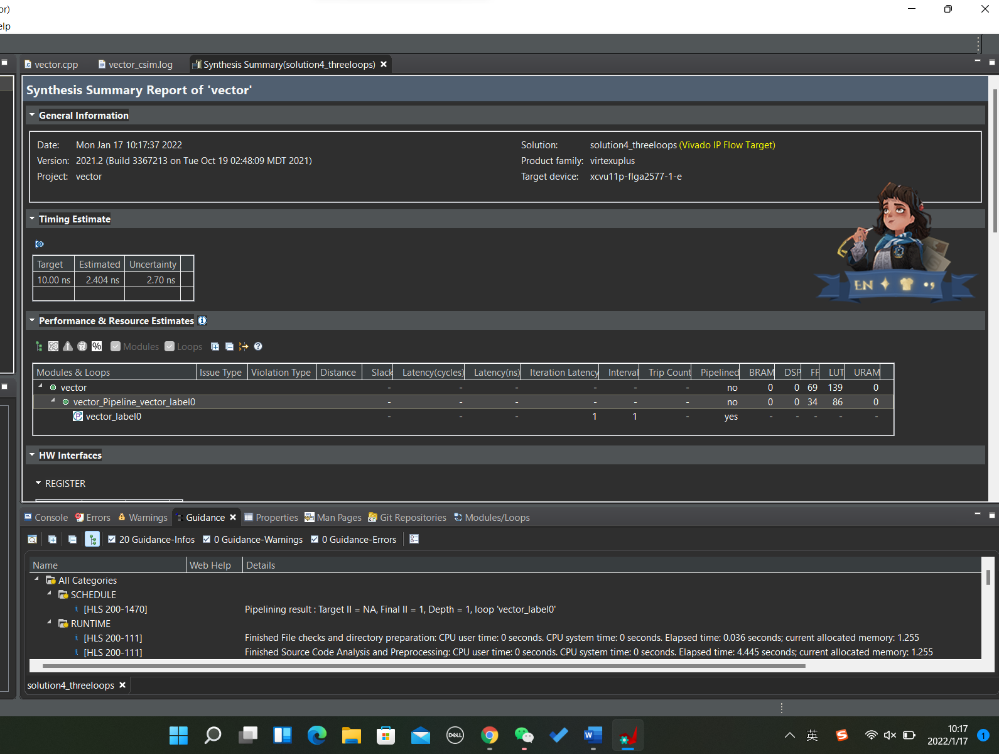 or)
elp
vector.cpp vector_csim.log Synthesis Summary(solution4_threeloops)
Synthesis Summary Report of 'vector'
General Information
Date: Mon Jan 17 10:17:37 2022 Solution: solution4_threeloops (Vivado IP Flow Target)
Version: 2021.2 (Build 3367213 on Tue Oct 19 02:48:09 MDT 2021) Product family: virtexuplus
Project: vector Target device: xcvu11p-flga2577-1-e
Timing Estimate
Target Estimated Uncertainty
10.00 ns 2.404 ns 2.70 ns
EN
Performance & Resource Estimates
% Modules Loops
Modules & Loops Issue Type Violation Type Distance Slack Latency(cycles) Latency(ns) Iteration Latency Interval Trip Count Pipelined BRAM DSP FF LUT URAM
vector - - - - - - no 0 0 69 139 0
vector_Pipeline_vector_label0 - - - - - - no 0 0 34 86 0
vector_label0 - - - 1 1 - yes - - - - -
HW Interfaces
REGISTER
Console Errors Warnings Guidance Properties Man Pages Git Repositories Modules/Loops
20 Guidance-Infos 0 Guidance-Warnings 0 Guidance-Errors
Name Web Help Details
All Categories
SCHEDULE
[HLS 200-1470] Pipelining result : Target II = NA, Final II = 1, Depth = 1, loop 'vector_label0'
RUNTIME
[HLS 200-111] Finished File checks and directory preparation: CPU user time: 0 seconds. CPU system time: 0 seconds. Elapsed time: 0.036 seconds; current allocated memory: 1.255
[HLS 200-111] Finished Source Code Analysis and Preprocessing: CPU user time: 0 seconds. CPU system time: 0 seconds. Elapsed time: 4.445 seconds; current allocated memory: 1.255
solution4_threeloops
DELL
英
10:17
2022/1/17
1